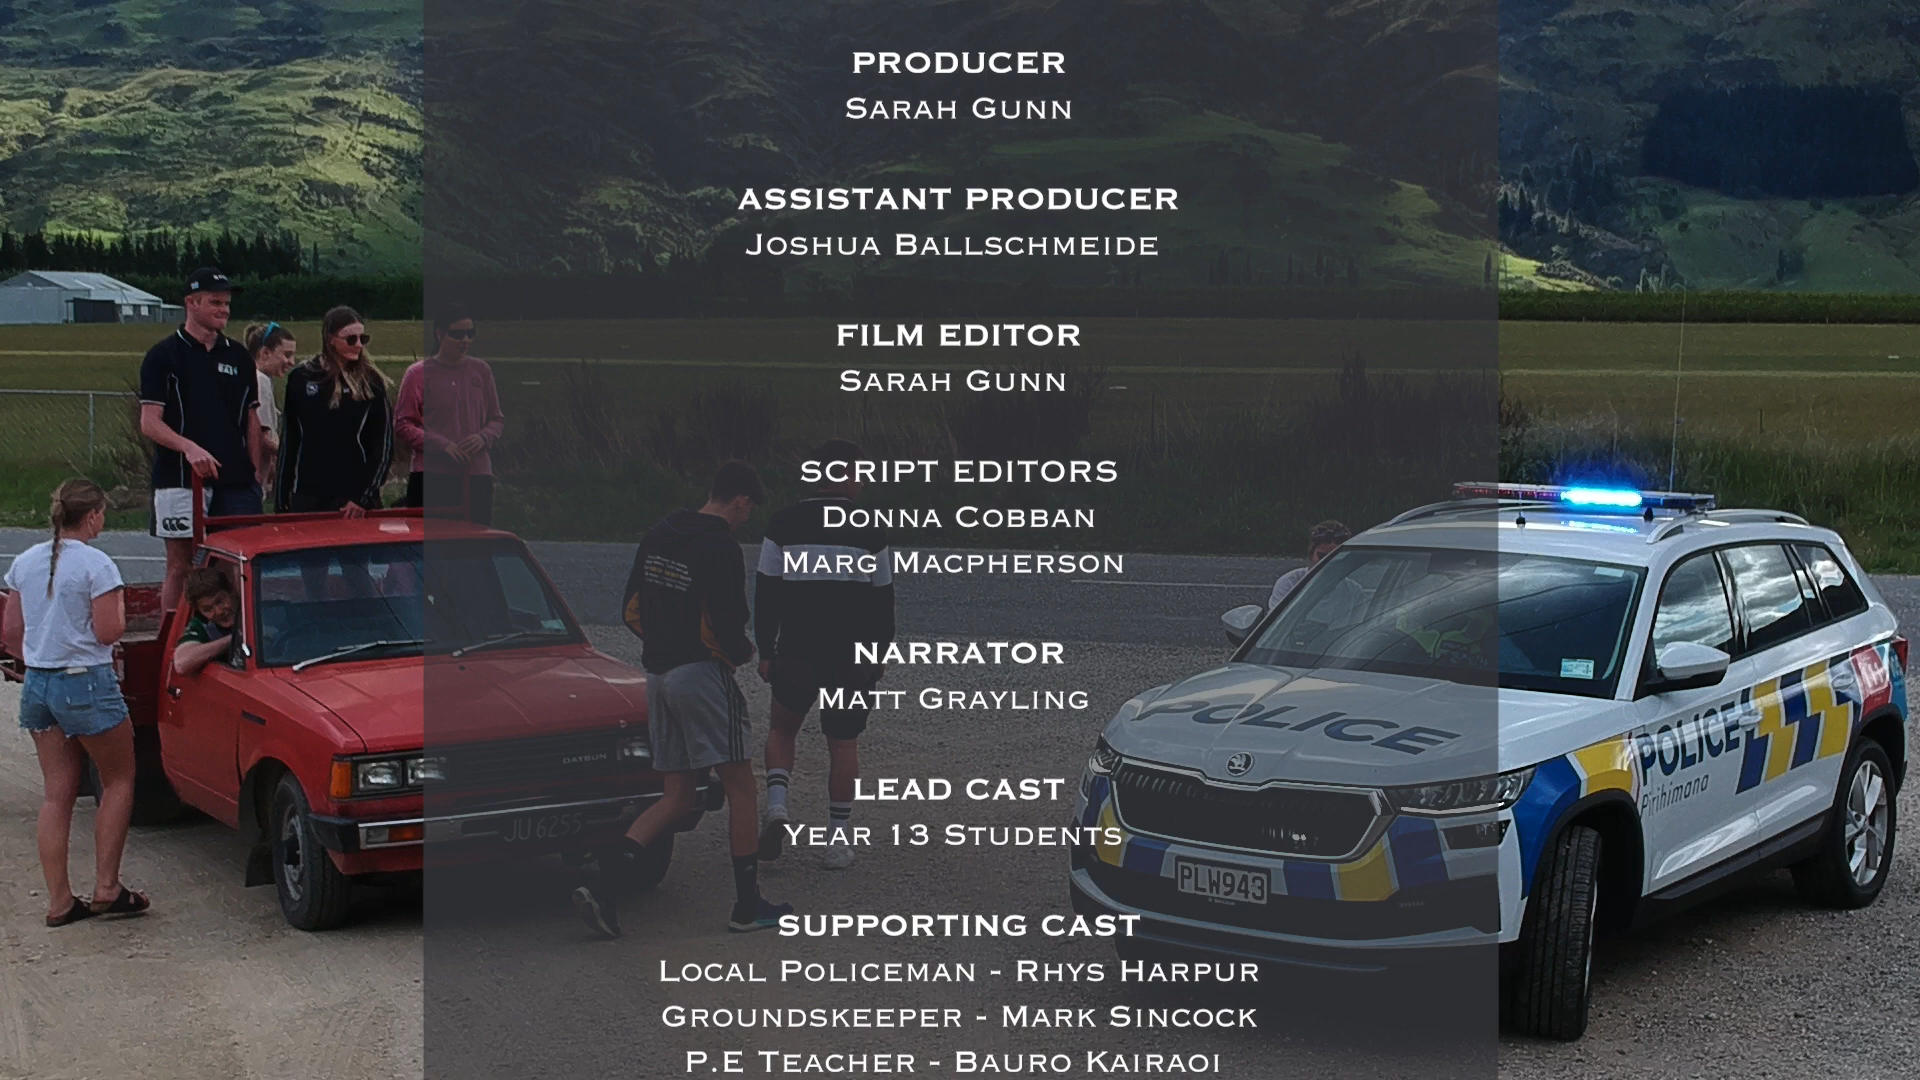 PRODUCER
SARAH GUNN
ASSISTANT PRODUCER
JOSHUA BALLSCHMEIDE
FILM EDITOR
SARAH GUNN
SCRIPT EDITORS
DONNA COBBAN
MARG MACPHERSON
NARRATOR
MATT GRAYLING
LEAD CAST
YEAR 13 STUDENTS
SUPPORTING CAST
LOCAL POLICEMAN - RHYS HARPUR
GROUNDSKEEPER - MARK SINCOCK
P.E TEACHER - BAURO KAIRAOI
DATSUN
JU6255
POLICE
PLW943
POLICE
Pirihimana